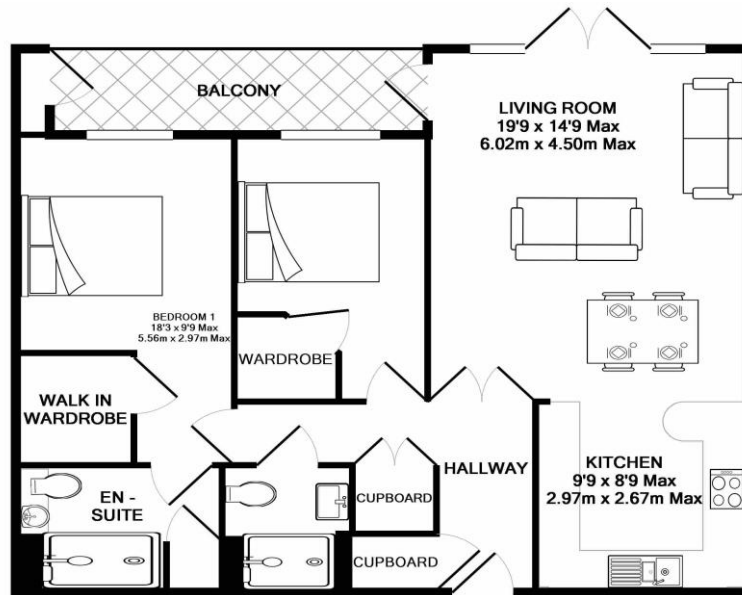 BALCONY
LIVING ROOM
19'9 x 14'9 Max
6.02m x 4.50m Max
BEDROOM 1
18'3 x 9'9 Max
5.56m x 2.97m Max
WARDROBE
WALK IN
WARDROBE
HALLWAY
KITCHEN
9'9 x 8'9 Max
2.97m x 2.67m Max
EN -
SUITE
CUPBOARD
CUPBOARD